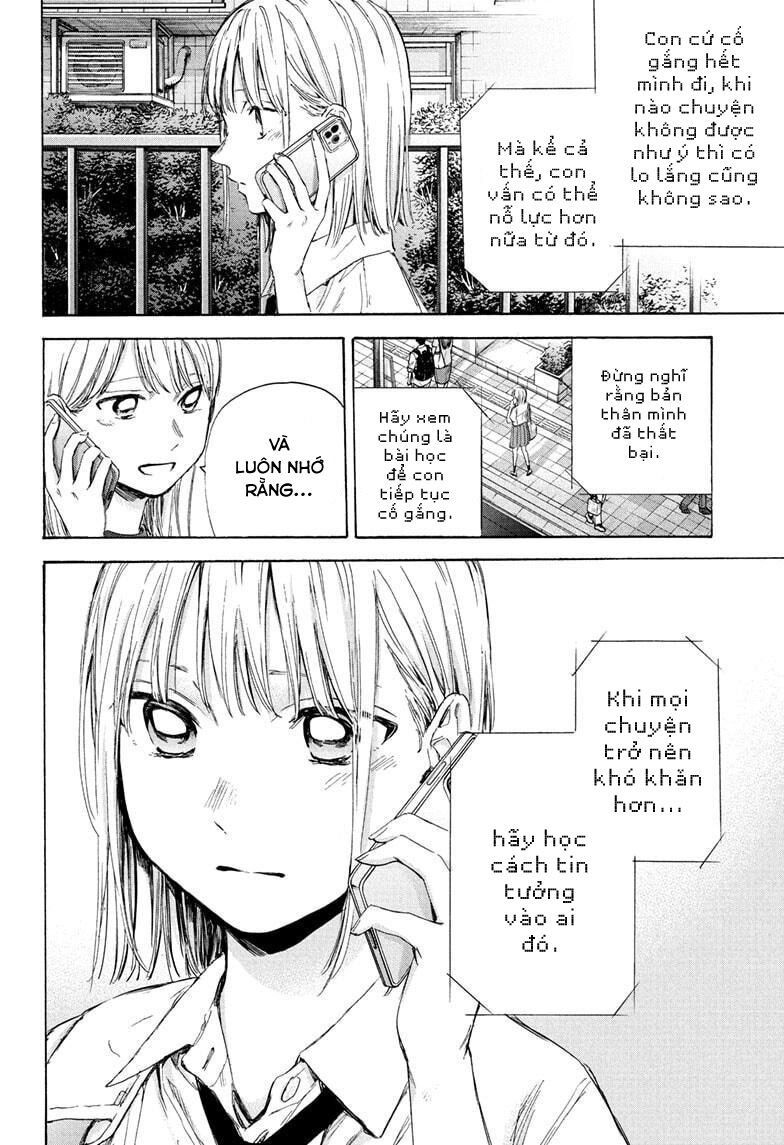 Con cứ cố
gắng hết
mình đi, khi
nào chuyện
không được
như ý thì có
lo lắng cũng
không sao.
Mà kể cả
thế, con
vấn có thể
nỗ lực hơn
nữa từ đó.
Đừng nghĩ
rằng bản
thân mình
đã thất
bại.
Hãy xem
chúng là
bài học
để con
tiếp tục
cố gắng.
VÀ
LUÔN NHỚ
RẰNG...
Khi mọi
chuyện
trở nên
khó khăn
hơn...
hãy học
cách tin
tưởng
vào ai
đó.